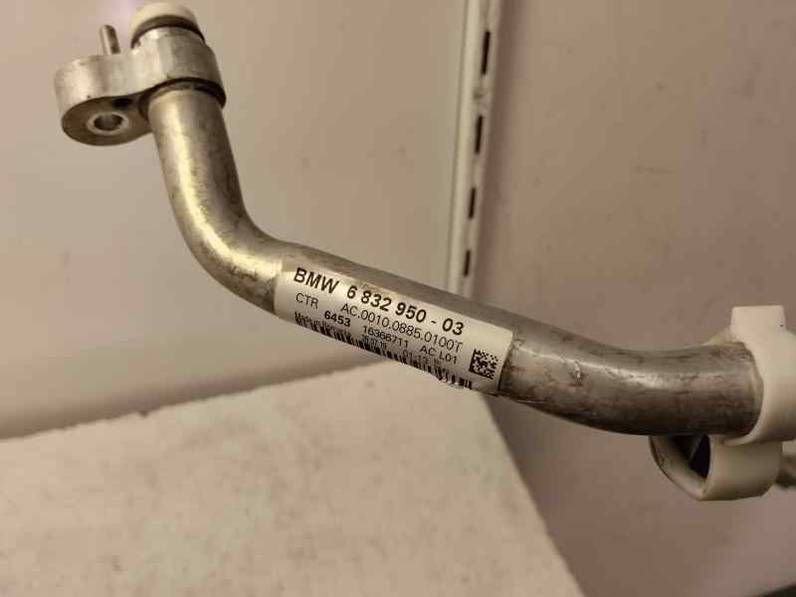 BMW 6 832 950 - 03
CTR AC.0010.0885.0100T
6453 16366711 AC L01